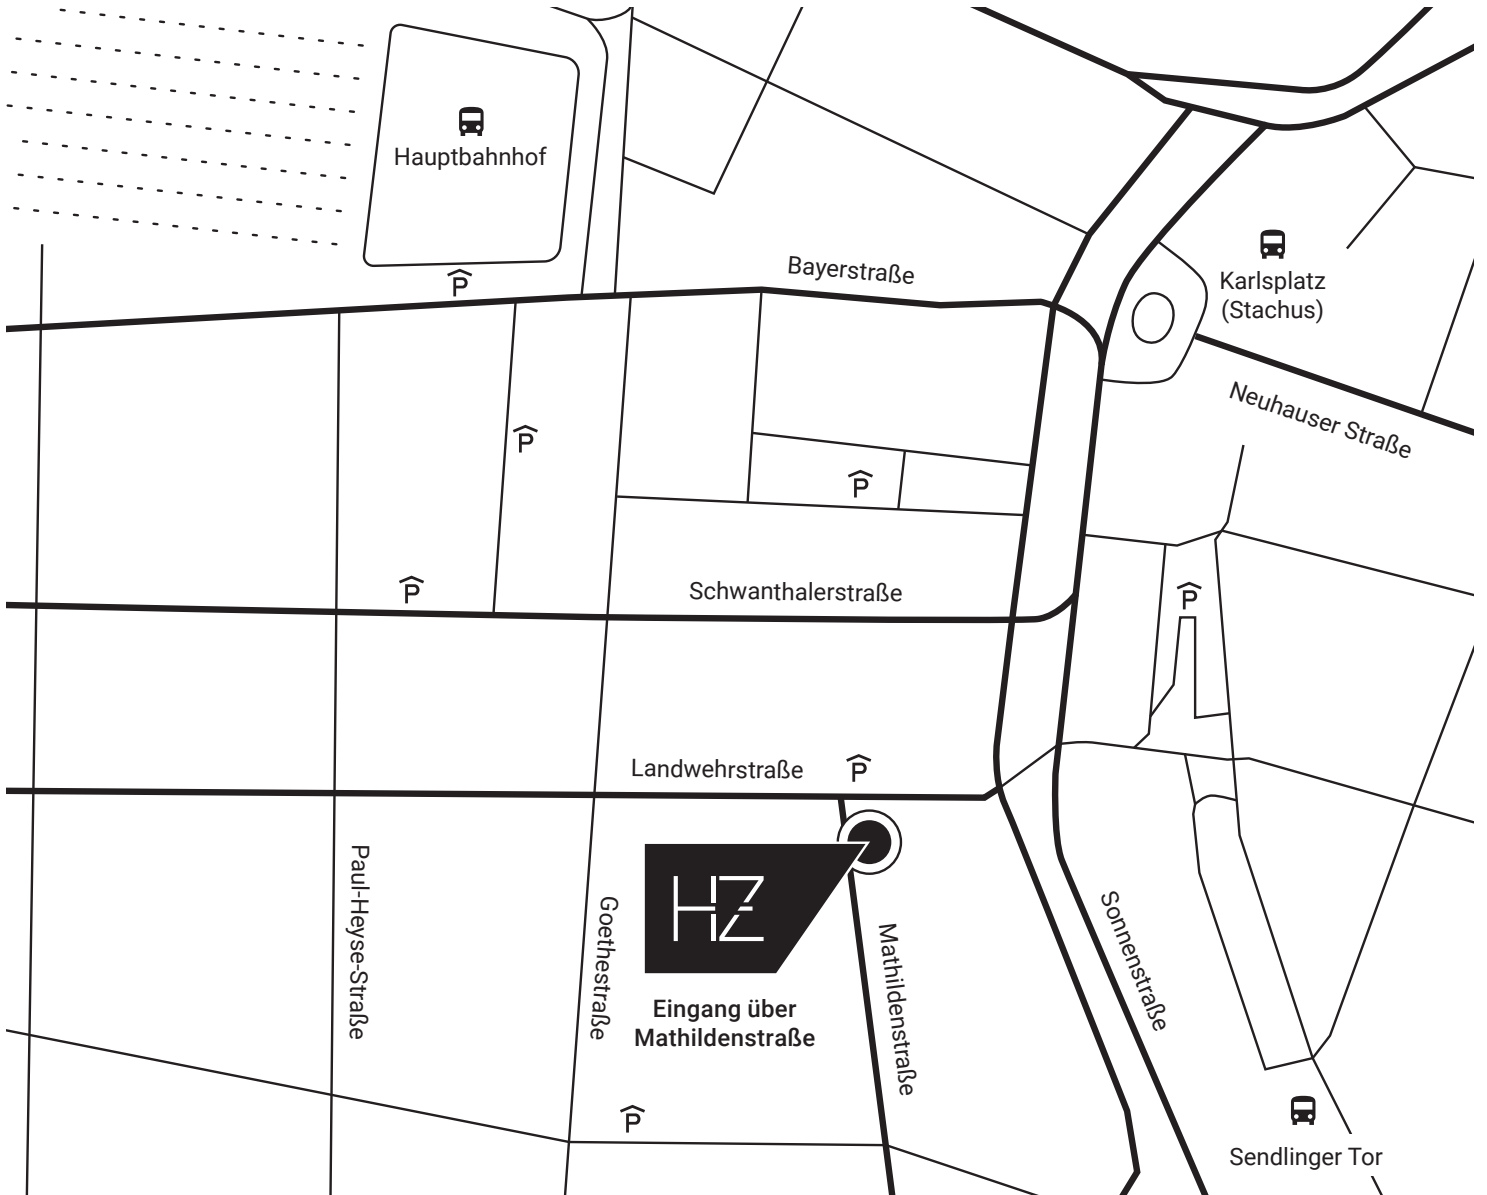 Hauptbahnhof
P
Bayerstraße
Karlsplatz
(Stachus)
Neuhauser Straße
P
P
P
Schwanthalerstraße
P
Landwehrstraße
P
Paul-Heyse-Straße
Goethestraße
HZ
Mathildenstraße
Sonnenstraße
Eingang über
Mathildenstraße
P
Sendlinger Tor